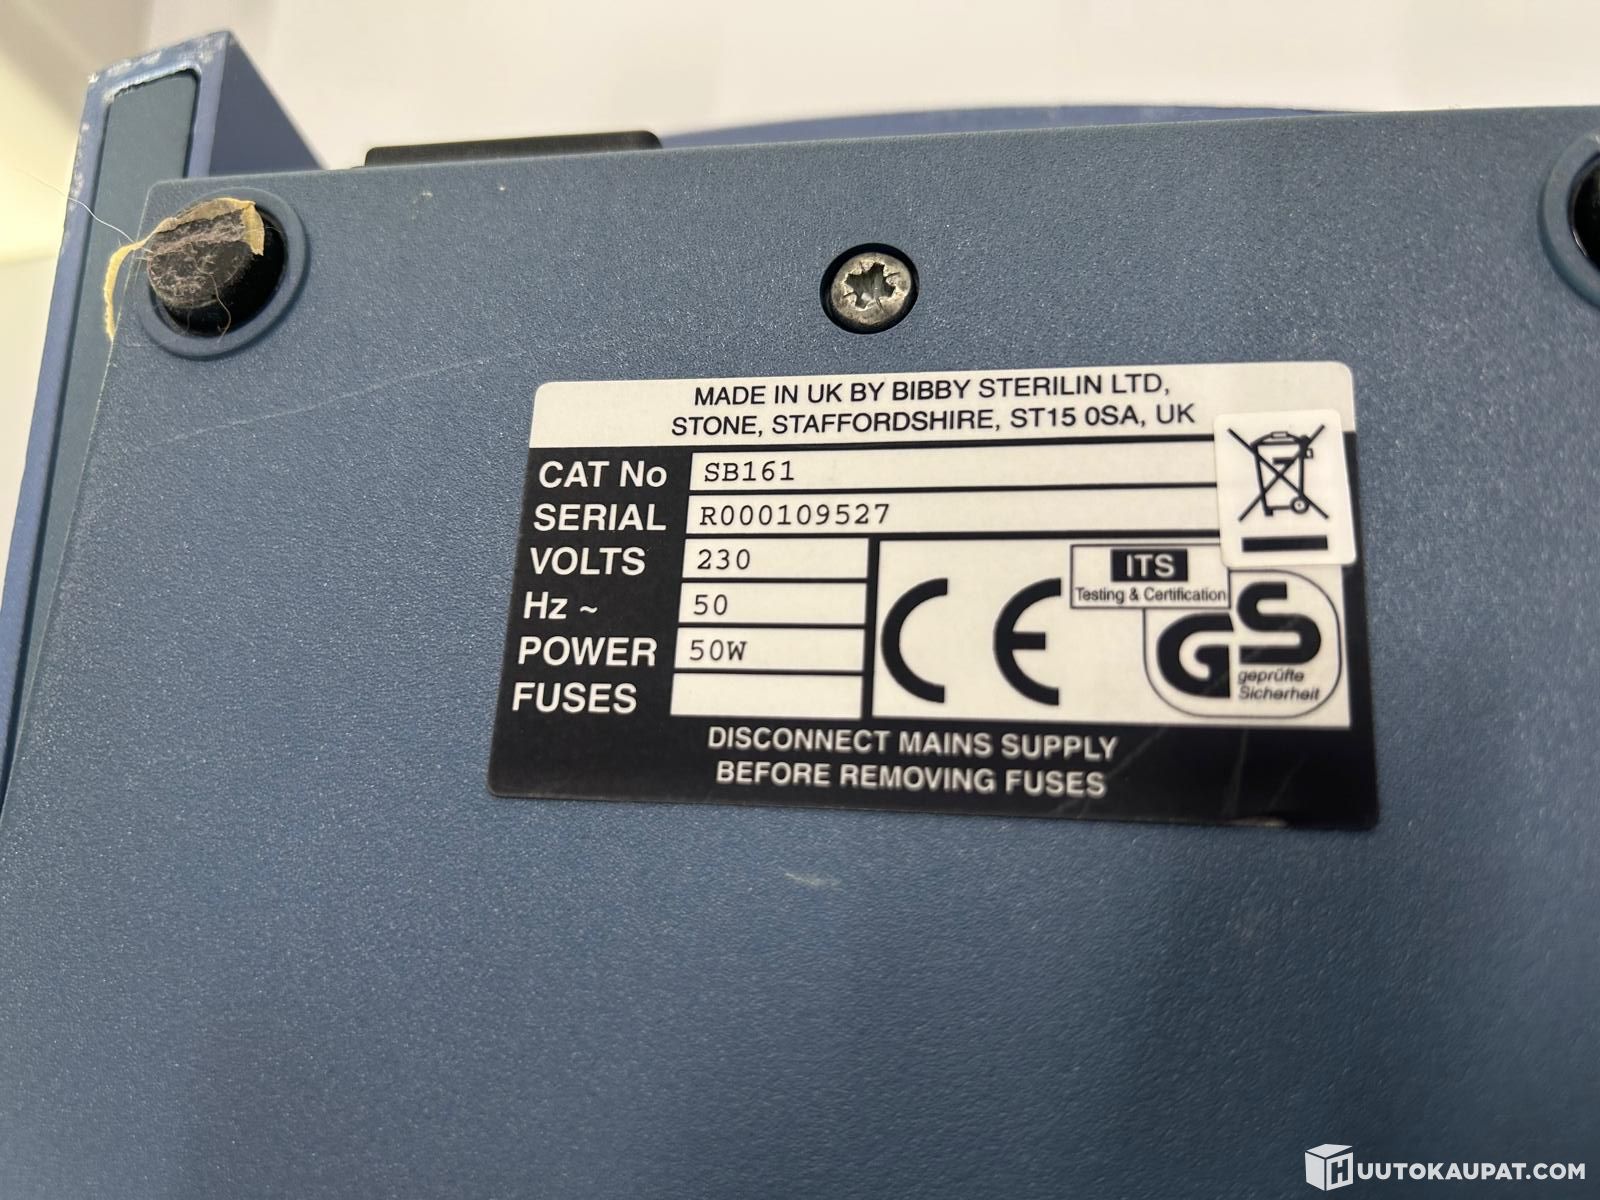 MADE IN UK BY BIBBY STERILIN LTD,
STONE, STAFFORDSHIRE, ST15 0SA, UK
CAT No SB161
SERIAL R000109527
VOLTS 230
Hz ~ 50
POWER 50W
FUSES
CE
ITS
Testing & Certification
GS
geprüfte
Sicherheit
DISCONNECT MAINS SUPPLY
BEFORE REMOVING FUSES
HUUTOKAUPAT.COM